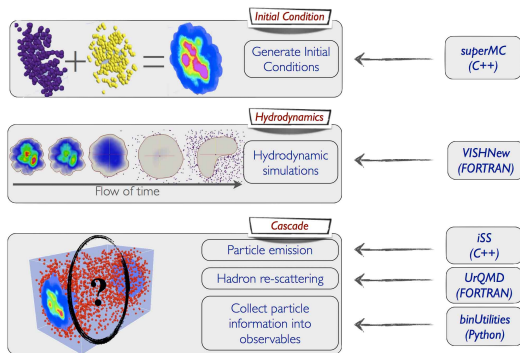 Initial Condition
+
=
Generate Initial
Conditions
superMC
(C++)
Hydrodynamics
Hydrodynamic
simulations
Flow of time
VISHNew
(FORTRAN)
Cascade
Particle emission
iSS
(C++)
?
Hadron re-scattering
UrQMD
(FORTRAN)
Collect particle
information into
observables
binUtilities
(Python)